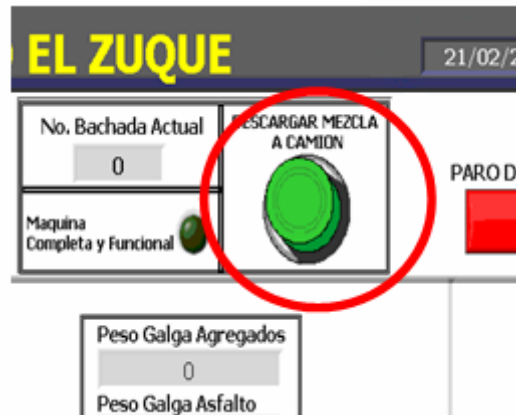 EL ZUQUE
21/02/2
No. Bachada Actual
0
DESCARGAR MEZCLA
A CAMION
PARO D
Maquina
Completa y Funcional
Peso Galga Agregados
0
Peso Galga Asfalto